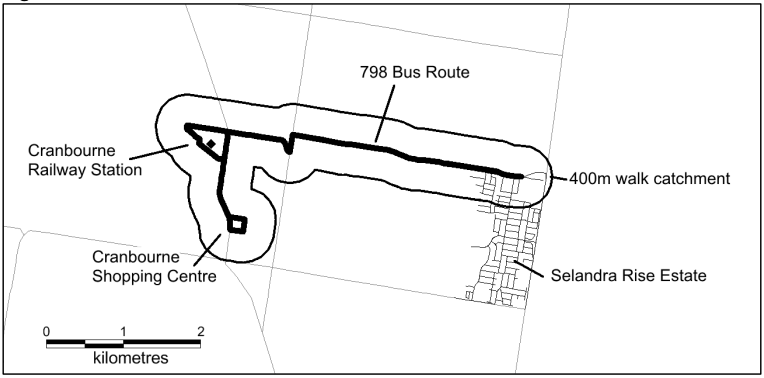 798 Bus Route
Cranbourne
Railway Station
400m walk catchment
Cranbourne
Shopping Centre
Selandra Rise Estate
0 1 2
kilometres